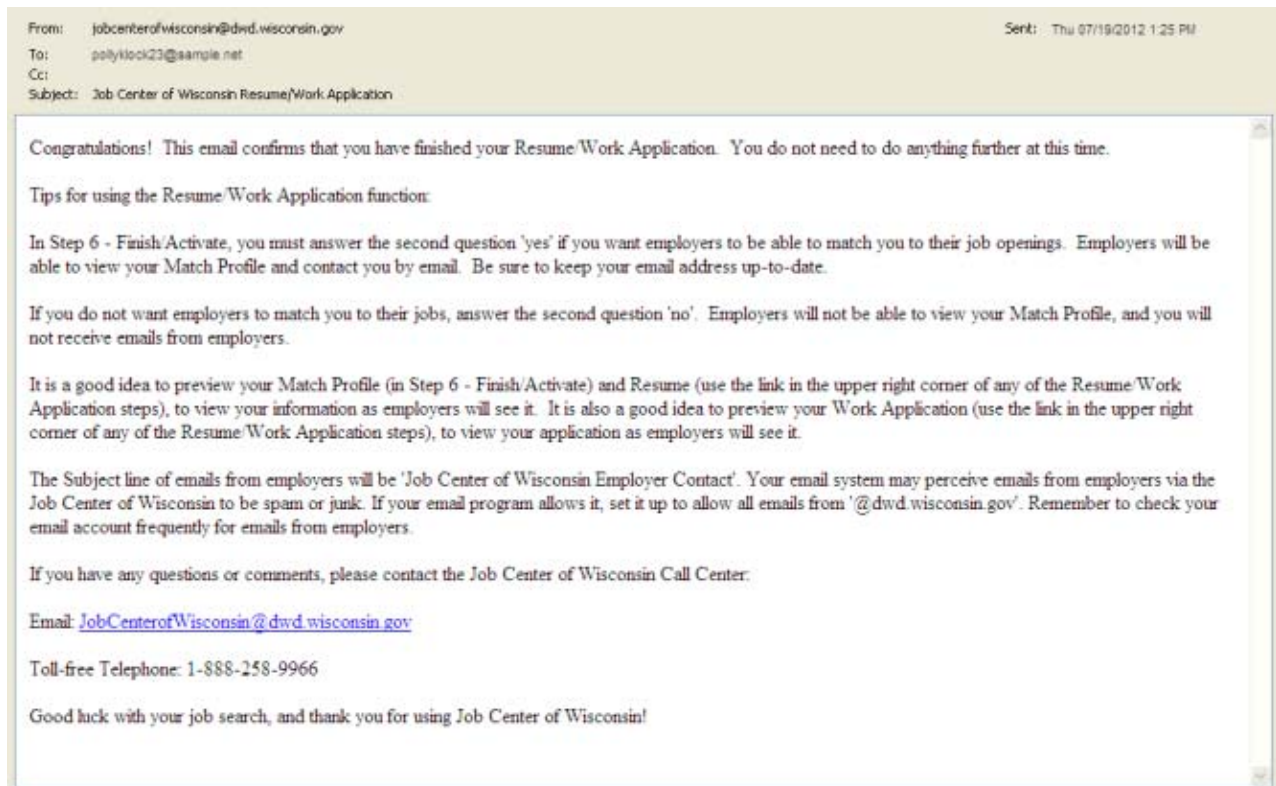 From: jobcenterofwisconsin@dwd.wisconsin.gov Sent: Thu 07/19/2012 1:25 PM
To: pollyklock23@sample.net
Cc:
Subject: Job Center of Wisconsin Resume/Work Application
Congratulations! This email confirms that you have finished your Resume/Work Application. You do not need to do anything further at this time.
Tips for using the Resume/Work Application function:
In Step 6 - Finish/Activate, you must answer the second question 'yes' if you want employers to be able to match you to their job openings. Employers will be
able to view your Match Profile and contact you by email. Be sure to keep your email address up-to-date.
If you do not want employers to match you to their jobs, answer the second question 'no'. Employers will not be able to view your Match Profile, and you will
not receive emails from employers.
It is a good idea to preview your Match Profile (in Step 6 - Finish/Activate) and Resume (use the link in the upper right corner of any of the Resume/Work
Application steps), to view your information as employers will see it. It is also a good idea to preview your Work Application (use the link in the upper right
corner of any of the Resume/Work Application steps), to view your application as employers will see it.
The Subject line of emails from employers will be 'Job Center of Wisconsin Employer Contact'. Your email system may perceive emails from employers via the
Job Center of Wisconsin to be spam or junk. If your email program allows it, set it up to allow all emails from '@dwd.wisconsin.gov'. Remember to check your
email account frequently for emails from employers.
If you have any questions or comments, please contact the Job Center of Wisconsin Call Center:
Email: JobCenterofWisconsin@dwd.wisconsin.gov
Toll-free Telephone: 1-888-258-9966
Good luck with your job search, and thank you for using Job Center of Wisconsin!